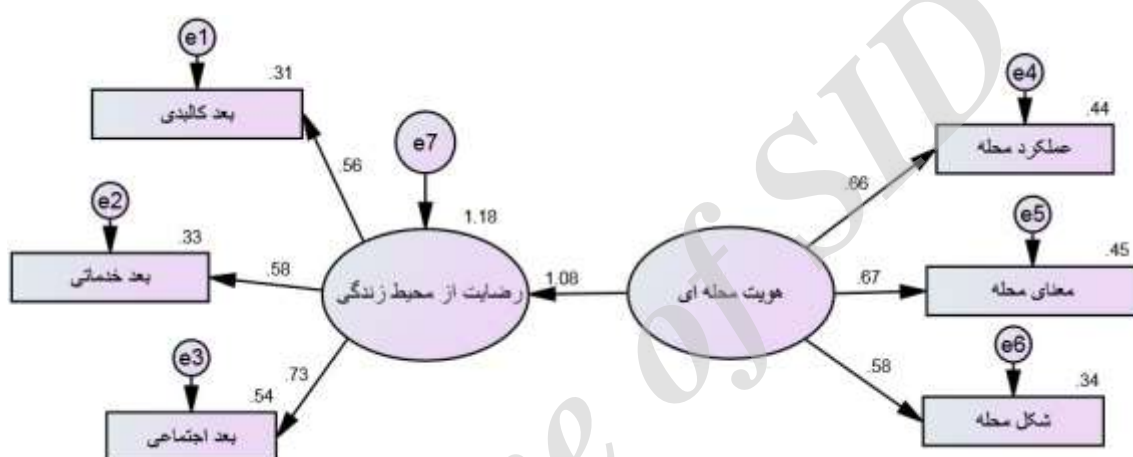 e1
.31
بعد کالبدی
.56
e7
1.18
e2
.33
بعد خدماتی
.58
رضایت از محیط زندگی
e3
.73
.54
بعد اجتماعی
1.08
هویت محله ای
e4
.44
عملکرد محله
.66
e5
.45
معنای محله
.67
e6
.34
شکل محله
.58
e of SID